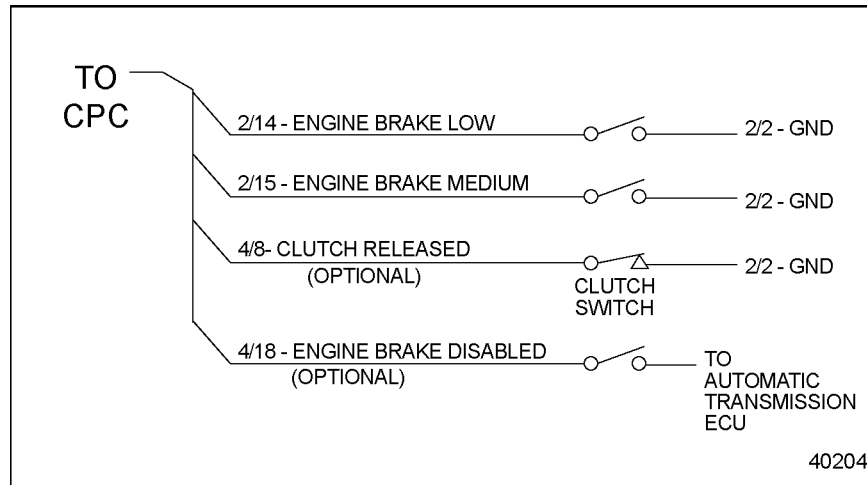 TO
CPC
2/14 - ENGINE BRAKE LOW
2/2 - GND
2/15 - ENGINE BRAKE MEDIUM
2/2 - GND
4/8- CLUTCH RELEASED
(OPTIONAL)
CLUTCH
SWITCH
2/2 - GND
4/18 - ENGINE BRAKE DISABLED
(OPTIONAL)
TO
AUTOMATIC
TRANSMISSION
ECU
40204